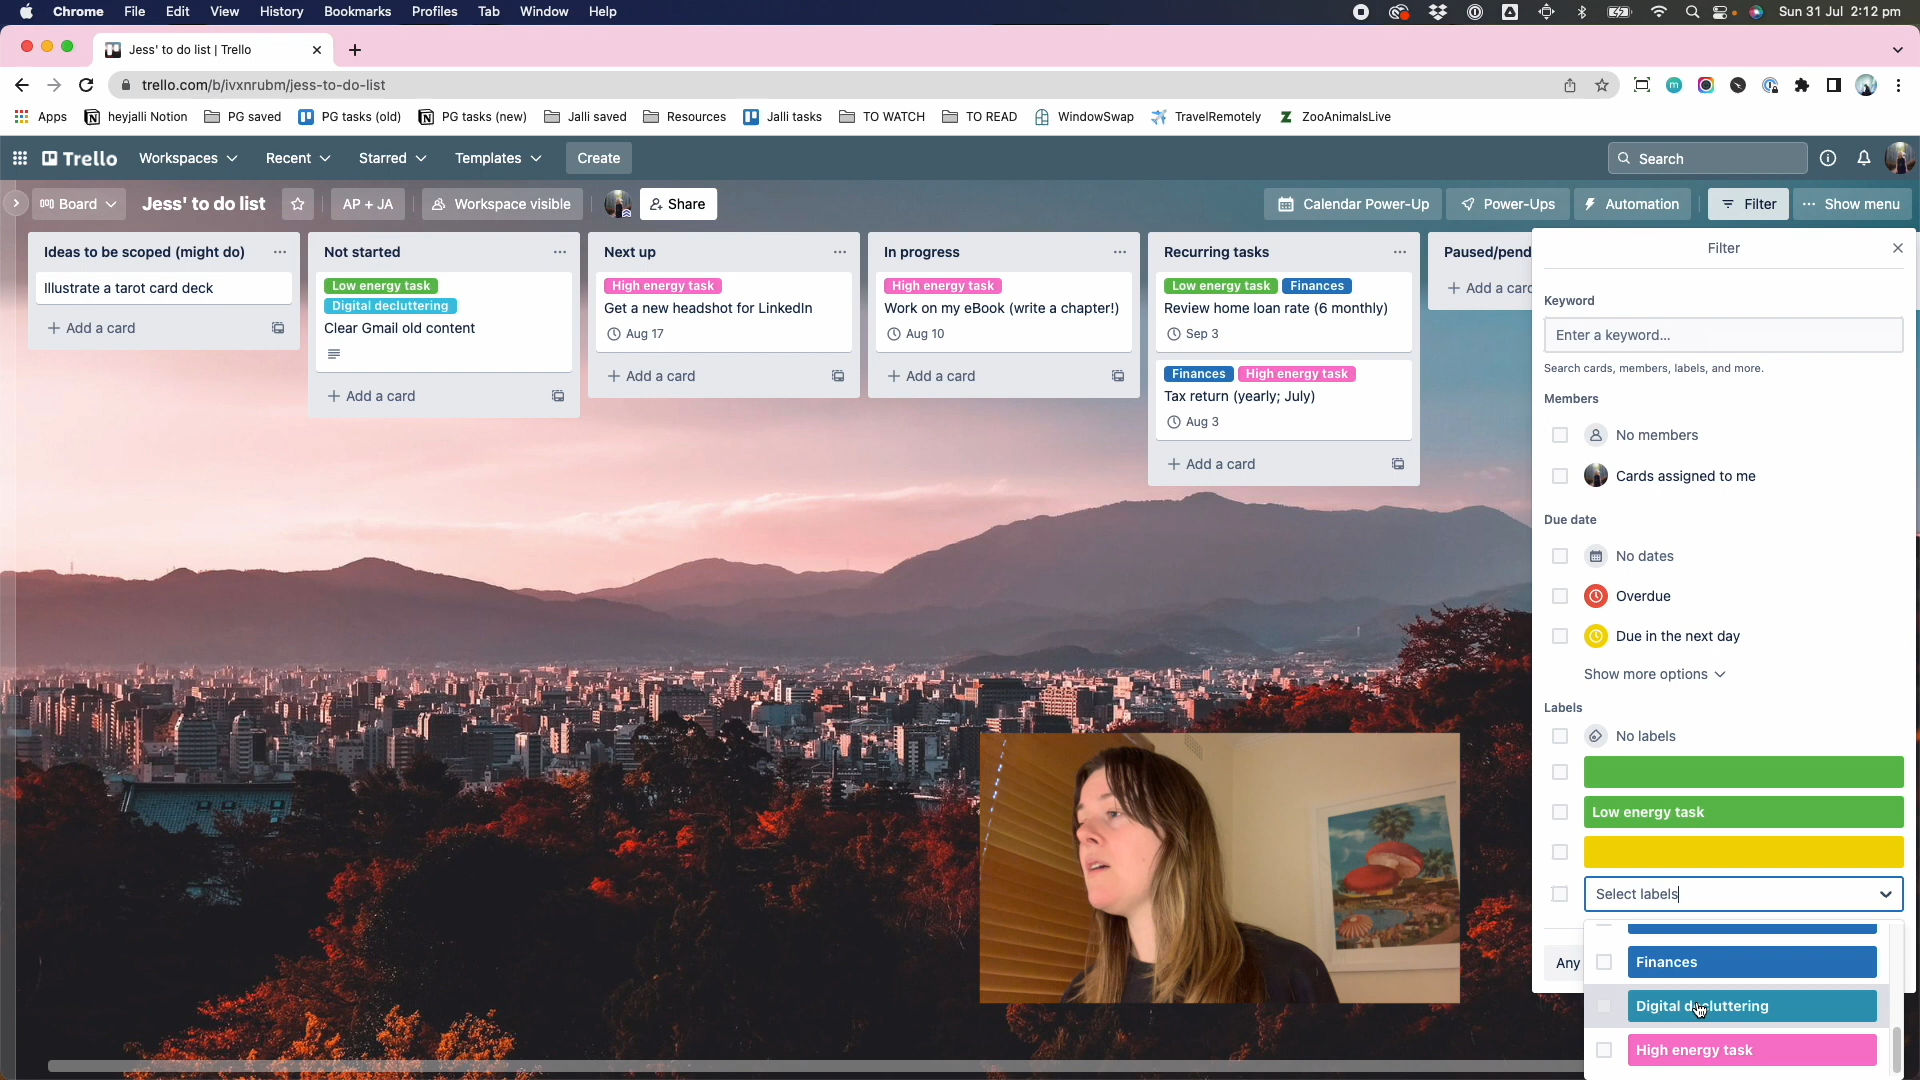 Chrome File Edit View History Bookmarks Profiles Tab Window Help Sun 31 Jul 2:12 pm
Jess' to do list | Trello
trello.com/b/ivxnrubm/jess-to-do-list
Apps heyjalli Notion PG saved PG tasks (old) PG tasks (new) Jalli saved Resources Jalli tasks TO WATCH TO READ WindowSwap TravelRemotely ZooAnimalsLive
Trello Workspaces Recent Starred Templates Create Search
Board Jess' to do list AP + JA Workspace visible Share Calendar Power-Up Power-Ups Automation Filter Show menu
Ideas to be scoped (might do)
Illustrate a tarot card deck
+ Add a card
Not started
Low energy task
Digital decluttering
Clear Gmail old content
+ Add a card
Next up
High energy task
Get a new headshot for LinkedIn
Aug 17
+ Add a card
In progress
High energy task
Work on my eBook (write a chapter!)
Aug 10
+ Add a card
Recurring tasks
Low energy task Finances
Review home loan rate (6 monthly)
Sep 3
Finances High energy task
Tax return (yearly; July)
Aug 3
+ Add a card
Paused/pend
+ Add a card
Filter
Keyword
Enter a keyword...
Search cards, members, labels, and more.
Members
No members
Cards assigned to me
Due date
No dates
Overdue
Due in the next day
Show more options
Labels
No labels
Low energy task
Select labels
Any
Finances
Digital decluttering
High energy task